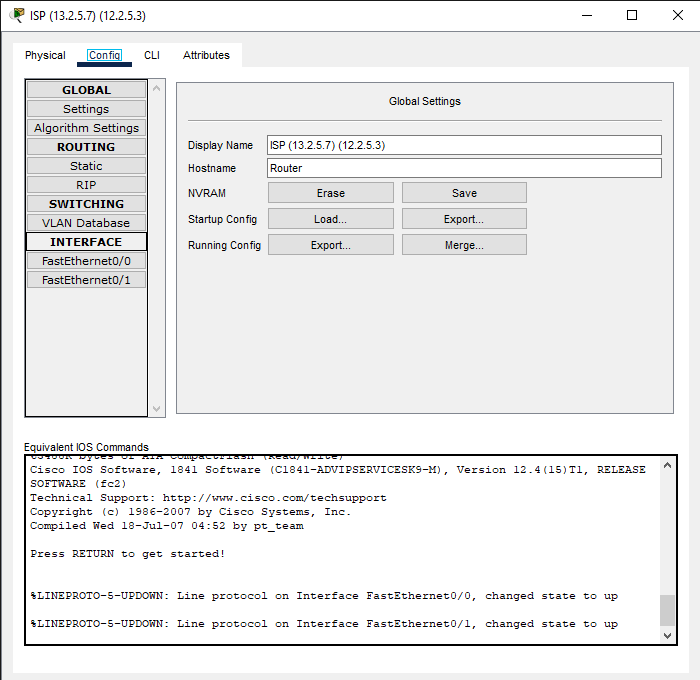 ISP (13.2.5.7) (12.2.5.3)
Physical Config CLI Attributes
GLOBAL
Settings
Algorithm Settings
ROUTING
Static
RIP
SWITCHING
VLAN Database
INTERFACE
FastEthernet0/0
FastEthernet0/1
Global Settings
Display Name ISP (13.2.5.7) (12.2.5.3)
Hostname Router
NVRAM Erase Save
Startup Config Load... Export...
Running Config Export... Merge...
Equivalent IOS Commands
bytes of ATA CompactFlash (Read/Write)
Cisco IOS Software, 1841 Software (C1841-ADVIPSERVICESK9-M), Version 12.4(15)T1, RELEASE
SOFTWARE (fc2)
Technical Support: http://www.cisco.com/techsupport
Copyright (c) 1986-2007 by Cisco Systems, Inc.
Compiled Wed 18-Jul-07 04:52 by pt_team
Press RETURN to get started!
%LINEPROTO-5-UPDOWN: Line protocol on Interface FastEthernet0/0, changed state to up
%LINEPROTO-5-UPDOWN: Line protocol on Interface FastEthernet0/1, changed state to up